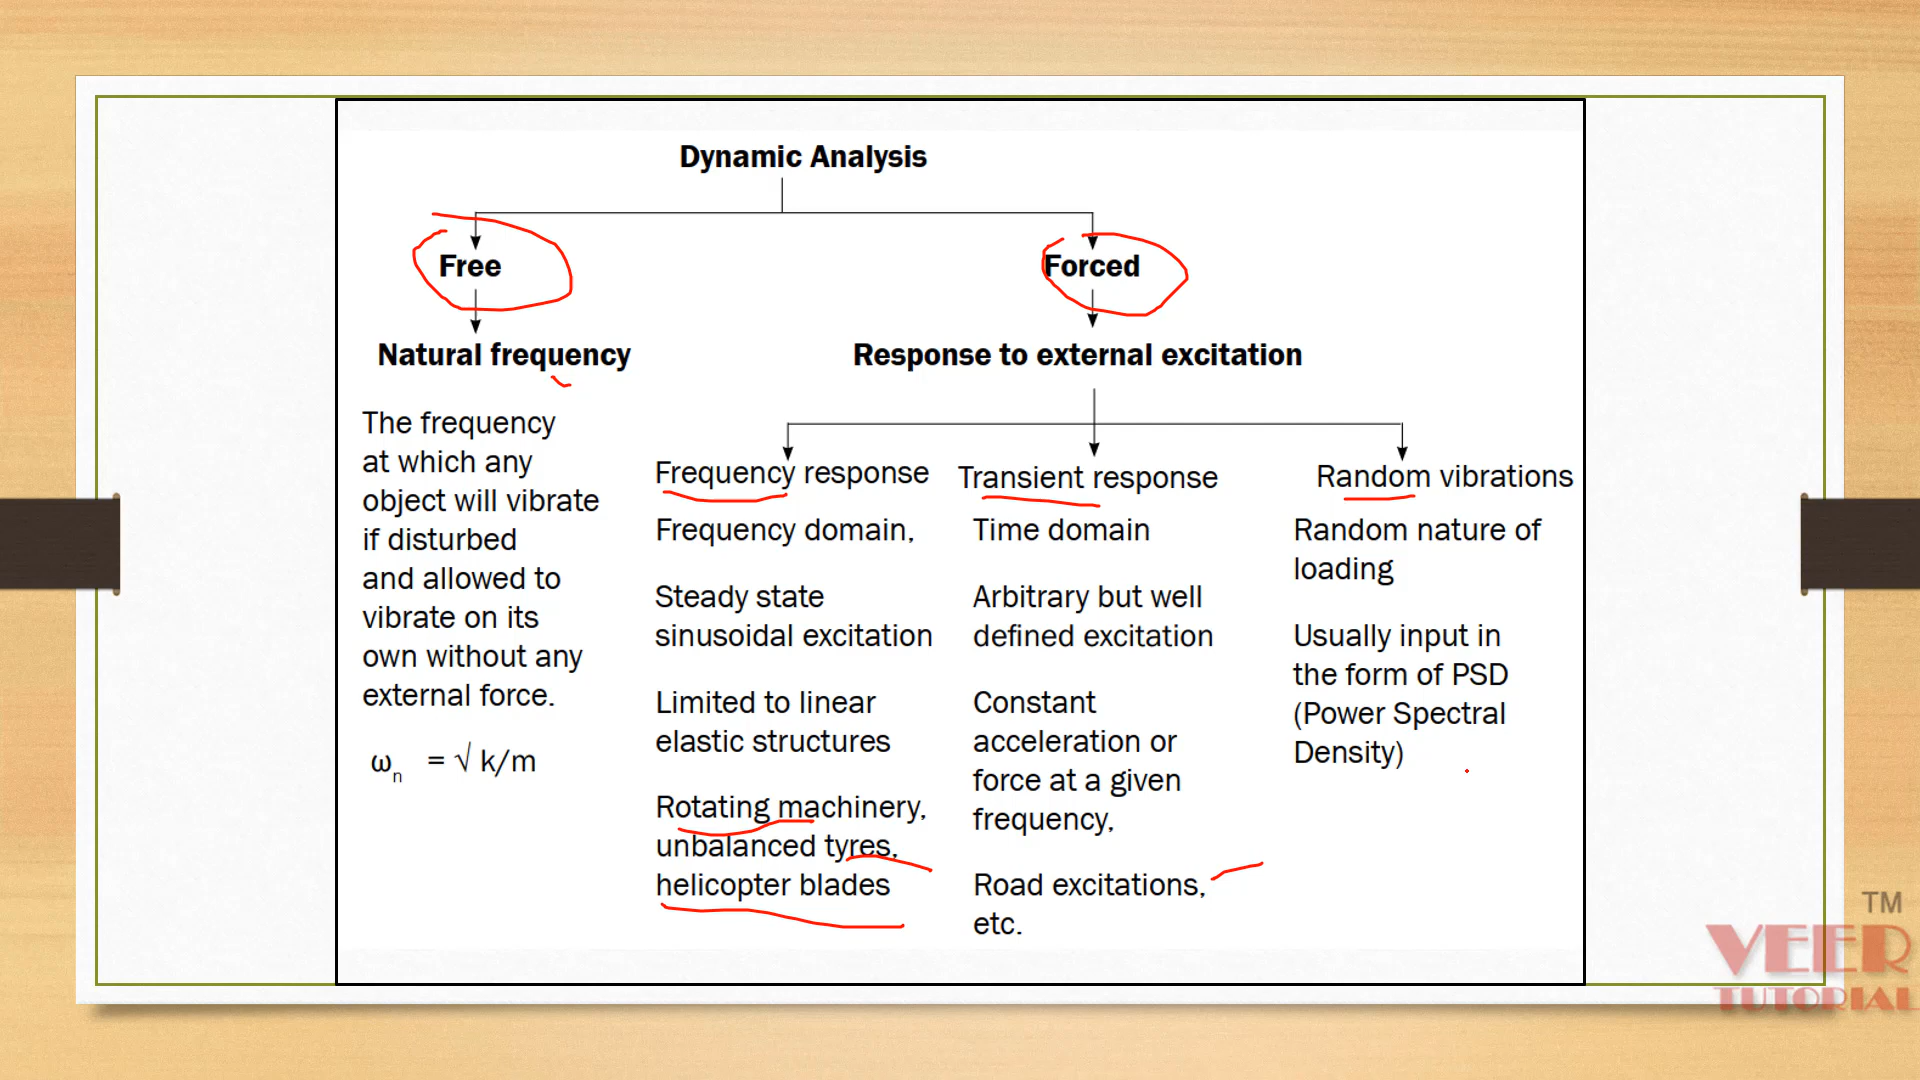 Dynamic Analysis
Free
Forced
Natural frequency
Response to external excitation
The frequency
at which any
object will vibrate
if disturbed
and allowed to
vibrate on its
own without any
external force.
ωn = √ k/m
Frequency response
Frequency domain,
Steady state
sinusoidal excitation
Limited to linear
elastic structures
Rotating machinery,
unbalanced tyres,
helicopter blades
Transient response
Time domain
Arbitrary but well
defined excitation
Constant
acceleration or
force at a given
frequency,
Road excitations,
etc.
Random vibrations
Random nature of
loading
Usually input in
the form of PSD
(Power Spectral
Density)
TM
VEER
TUTORIAL